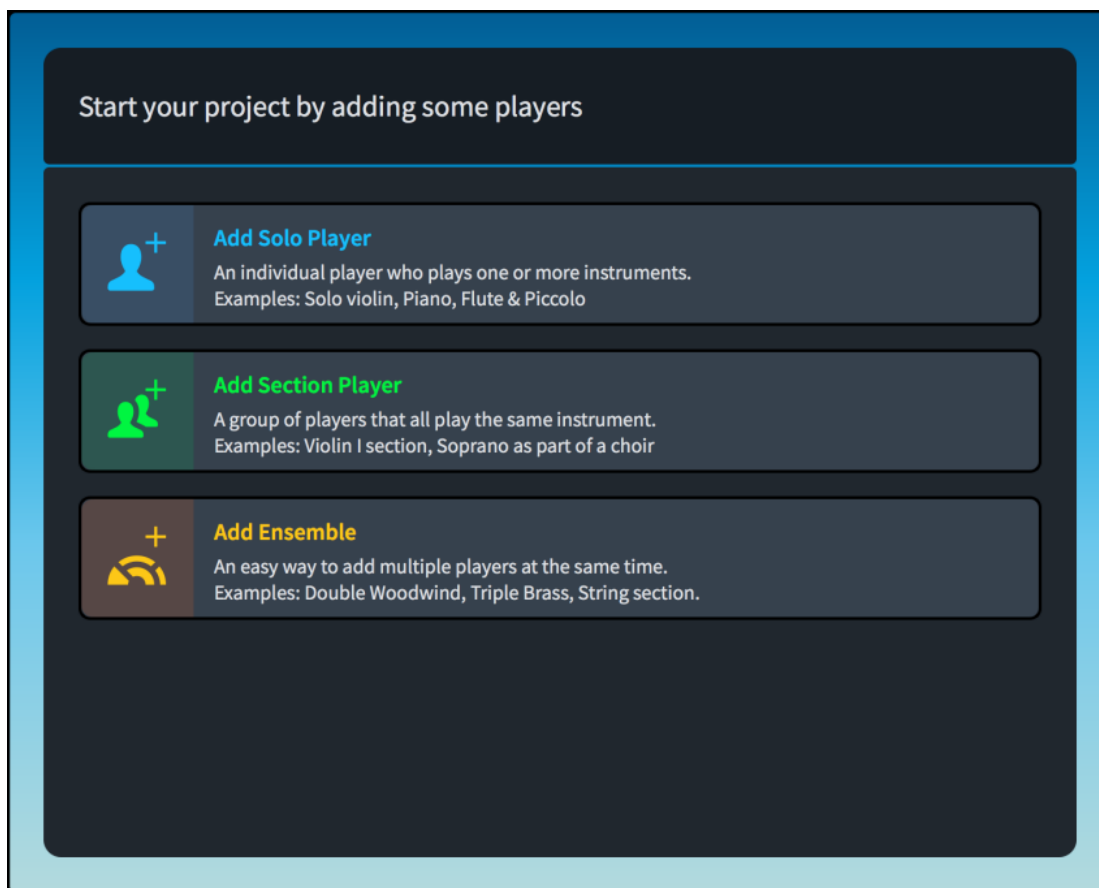 Start your project by adding some players
Add Solo Player
An individual player who plays one or more instruments.
Examples: Solo violin, Piano, Flute & Piccolo
Add Section Player
A group of players that all play the same instrument.
Examples: Violin I section, Soprano as part of a choir
Add Ensemble
An easy way to add multiple players at the same time.
Examples: Double Woodwind, Triple Brass, String section.